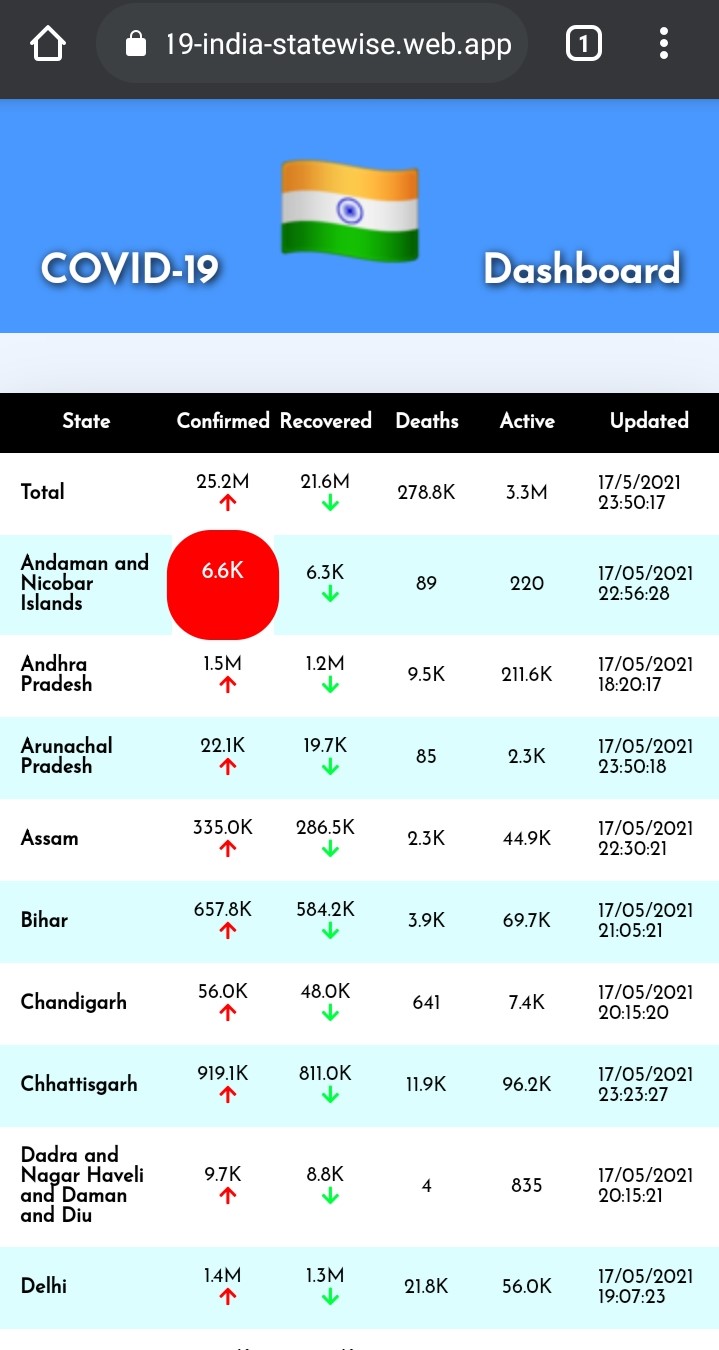 19-india-statewise.web.app
1
COVID-19 Dashboard
State Confirmed Recovered Deaths Active Updated
Total 25.2M 21.6M 278.8K 3.3M 17/5/2021 23:50:17
Andaman and Nicobar Islands 6.6K 6.3K 89 220 17/05/2021 22:56:28
Andhra Pradesh 1.5M 1.2M 9.5K 211.6K 17/05/2021 18:20:17
Arunachal Pradesh 22.1K 19.7K 85 2.3K 17/05/2021 23:50:18
Assam 335.0K 286.5K 2.3K 44.9K 17/05/2021 22:30:21
Bihar 657.8K 584.2K 3.9K 69.7K 17/05/2021 21:05:21
Chandigarh 56.0K 48.0K 641 7.4K 17/05/2021 20:15:20
Chhattisgarh 919.1K 811.0K 11.9K 96.2K 17/05/2021 23:23:27
Dadra and Nagar Haveli and Daman and Diu 9.7K 8.8K 4 835 17/05/2021 20:15:21
Delhi 1.4M 1.3M 21.8K 56.0K 17/05/2021 19:07:23